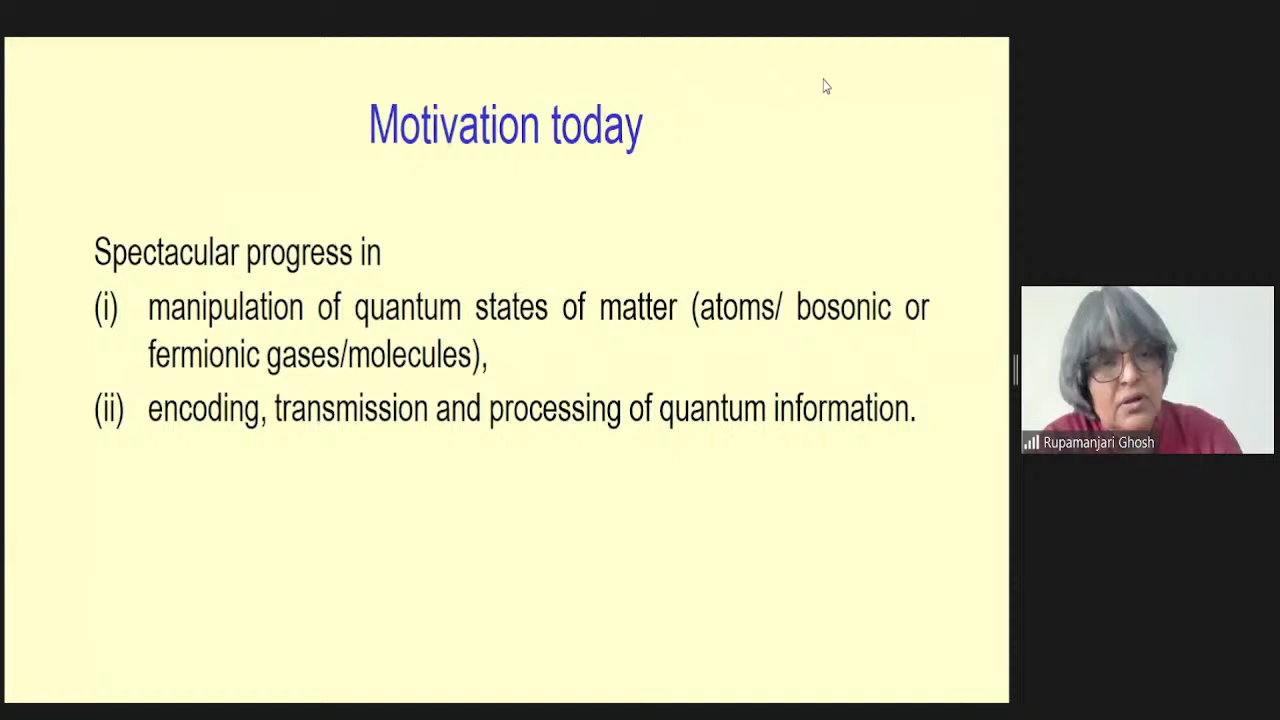 Motivation today
Spectacular progress in
(i) manipulation of quantum states of matter (atoms/ bosonic or
fermionic gases/molecules),
(ii) encoding, transmission and processing of quantum information.
Rupamanjari Ghosh